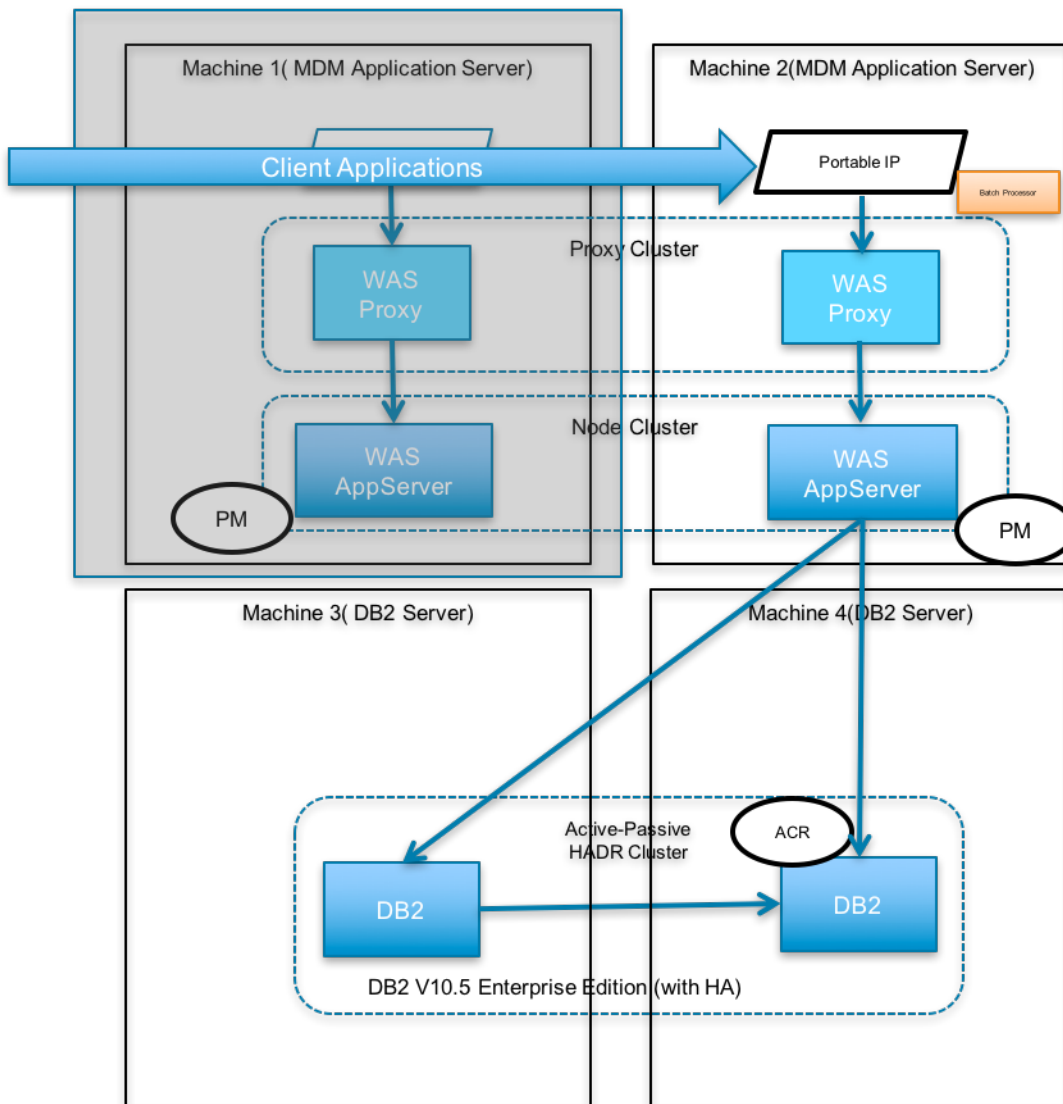 Machine 1( MDM Application Server)
Machine 2(MDM Application Server)
Client Applications
Portable IP
Batch Processor
Proxy Cluster
WAS
Proxy
WAS
Proxy
Node Cluster
WAS
AppServer
WAS
AppServer
PM
PM
Machine 3( DB2 Server)
Machine 4(DB2 Server)
Active-Passive
HADR Cluster
ACR
DB2
DB2
DB2 V10.5 Enterprise Edition (with HA)